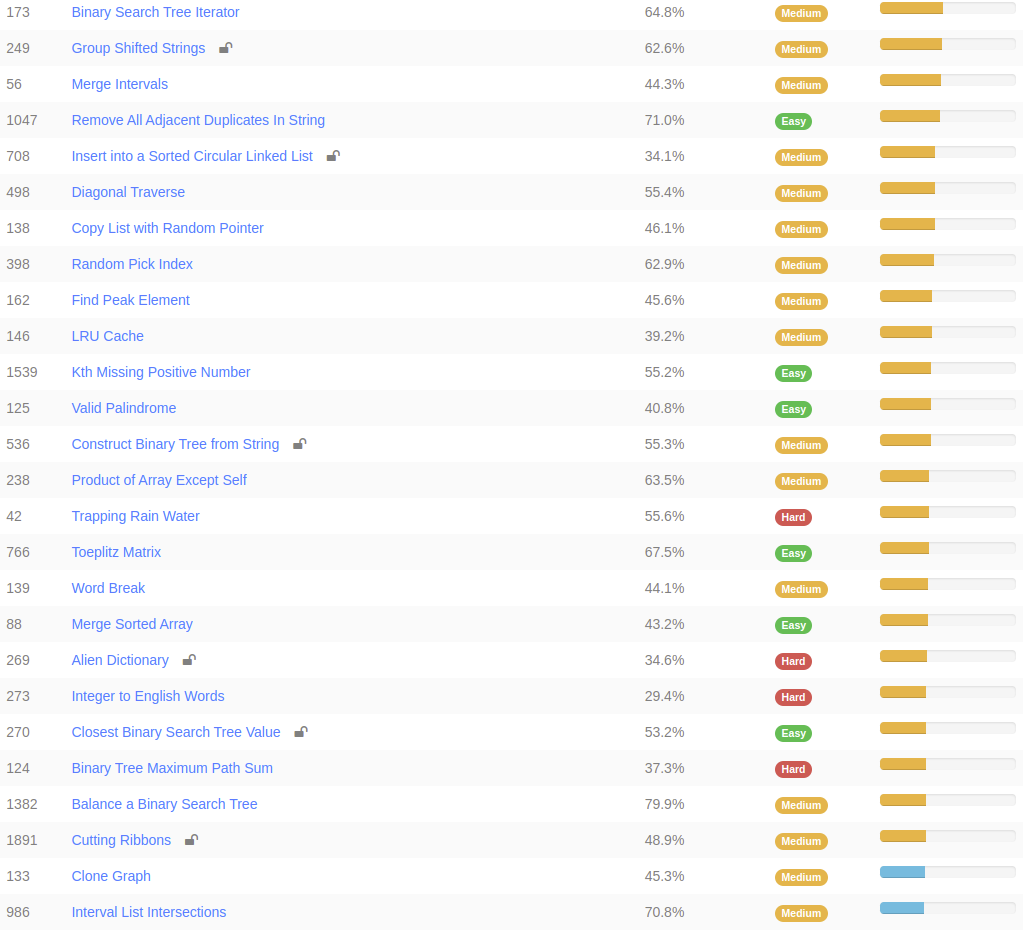 173 Binary Search Tree Iterator 64.8% Medium
249 Group Shifted Strings 62.6% Medium
56 Merge Intervals 44.3% Medium
1047 Remove All Adjacent Duplicates In String 71.0% Easy
708 Insert into a Sorted Circular Linked List 34.1% Medium
498 Diagonal Traverse 55.4% Medium
138 Copy List with Random Pointer 46.1% Medium
398 Random Pick Index 62.9% Medium
162 Find Peak Element 45.6% Medium
146 LRU Cache 39.2% Medium
1539 Kth Missing Positive Number 55.2% Easy
125 Valid Palindrome 40.8% Easy
536 Construct Binary Tree from String 55.3% Medium
238 Product of Array Except Self 63.5% Medium
42 Trapping Rain Water 55.6% Hard
766 Toeplitz Matrix 67.5% Easy
139 Word Break 44.1% Medium
88 Merge Sorted Array 43.2% Easy
269 Alien Dictionary 34.6% Hard
273 Integer to English Words 29.4% Hard
270 Closest Binary Search Tree Value 53.2% Easy
124 Binary Tree Maximum Path Sum 37.3% Hard
1382 Balance a Binary Search Tree 79.9% Medium
1891 Cutting Ribbons 48.9% Medium
133 Clone Graph 45.3% Medium
986 Interval List Intersections 70.8% Medium